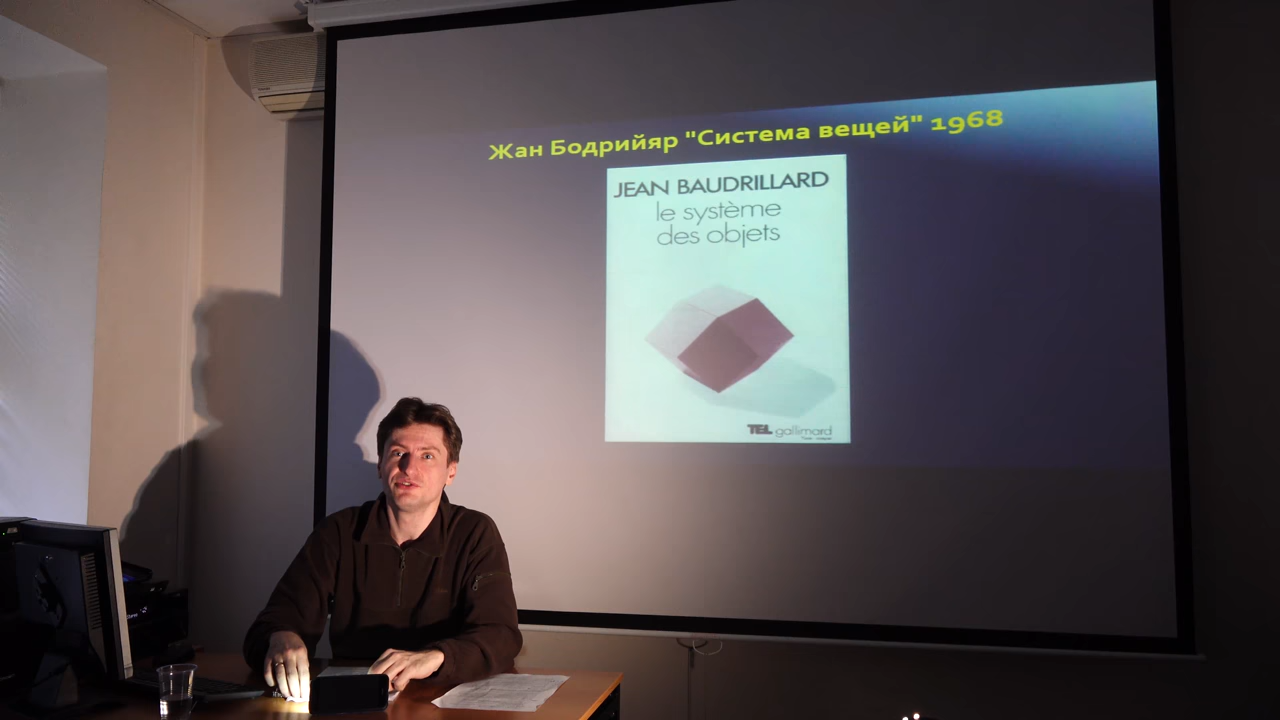 Жан Бодрийяр "Система вещей" 1968
JEAN BAUDRILLARD
le système
des objets
TEL gallimard